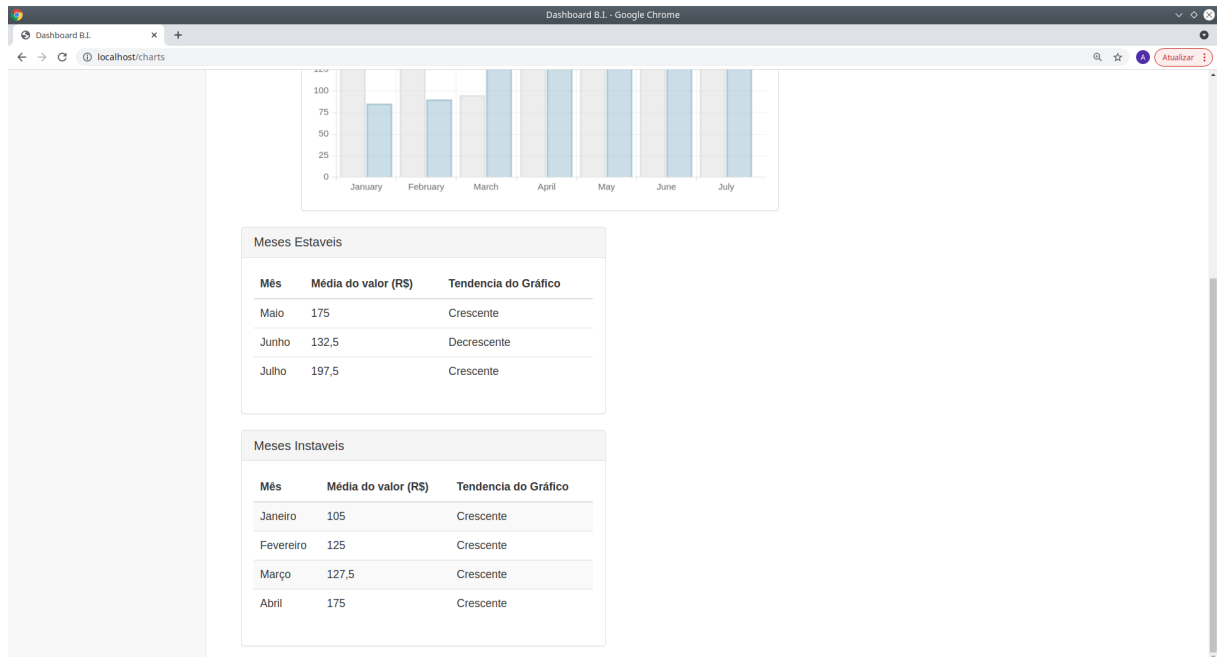 Dashboard B.I. - Google Chrome
Dashboard B.I.
localhost/charts
A
Atualizar
125
100
75
50
25
0
January February March April May June July
Meses Estaveis
Mês Média do valor (R$) Tendencia do Gráfico
Maio 175 Crescente
Junho 132,5 Decrescente
Julho 197,5 Crescente
Meses Instaveis
Mês Média do valor (R$) Tendencia do Gráfico
Janeiro 105 Crescente
Fevereiro 125 Crescente
Março 127,5 Crescente
Abril 175 Crescente